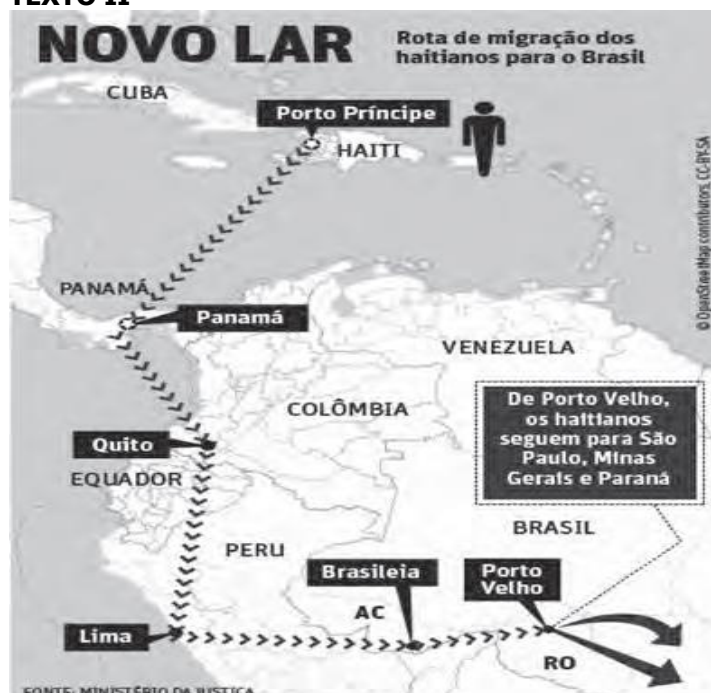 TEXTO II
NOVO LAR
Rota de migração dos
haitianos para o Brasil
CUBA
Porto Príncipe
HAITI
© OpenStreetMap contributors, CC-BY-SA
PANAMÁ
Panamá
VENEZUELA
COLÔMBIA
De Porto Velho,
os haitianos
seguem para São
Paulo, Minas
Gerais e Paraná
Quito
EQUADOR
BRASIL
PERU
Brasileia
Porto
Velho
AC
Lima
RO
FONTE: MINISTÉRIO DA JUSTIÇA